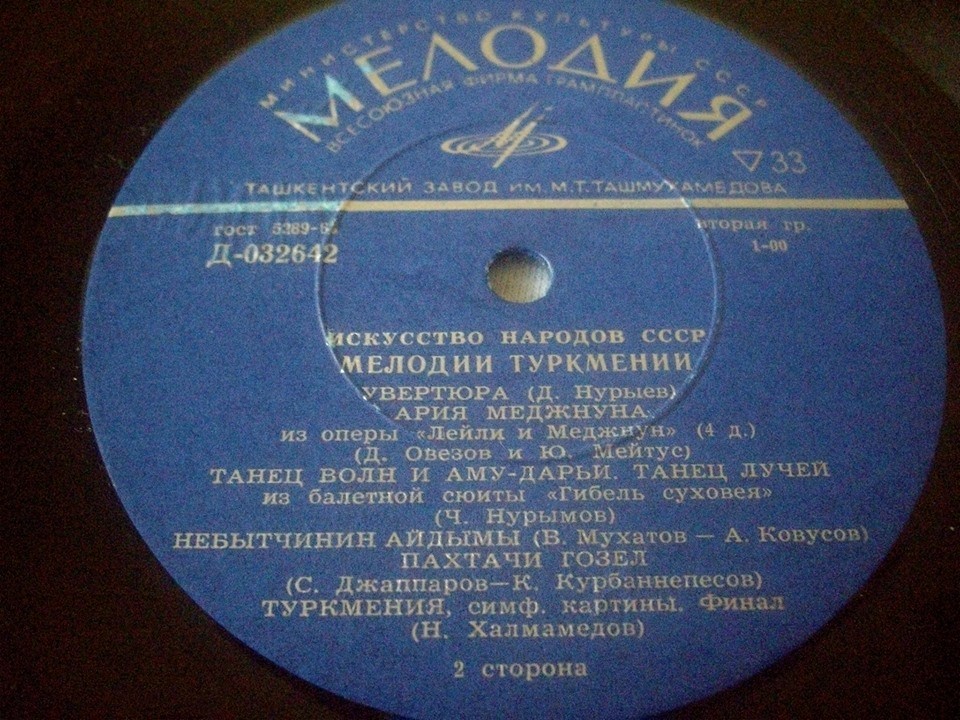 МИНИСТЕРСТВО КУЛЬТУРЫ СССР
МЕЛОДИЯ
ВСЕСОЮЗНАЯ ФИРМА ГРАМПЛАСТИНОК
33
ТАШКЕНТСКИЙ ЗАВОД ИМ. М.Т. ТАШМУХАМЕДОВА
гост 5289-6 вторая гр.
Д-032642 1-00
ИСКУССТВО НАРОДОВ СССР
МЕЛОДИИ ТУРКМЕНИИ
УВЕРТЮРА (Д. Нурыев)
АРИЯ МЕДЖНУНА
из оперы «Лейли и Меджнун» (4 д.)
(Д. Овезов и Ю. Мейтус)
ТАНЕЦ ВОЛН И АМУ-ДАРЬИ. ТАНЕЦ ЛУЧЕЙ
из балетной сюиты «Гибель суховея»
(Ч. Нурымов)
НЕБЫТЧИНИН АЙДЫМЫ (В. Мухатов — А. Ковусов)
ПАХТАЧИ ГОЗЕЛ
(С. Джаппаров—К. Курбаннепесов)
ТУРКМЕНИЯ, симф. картины. Финал
(Н. Халмамедов)
2 сторона